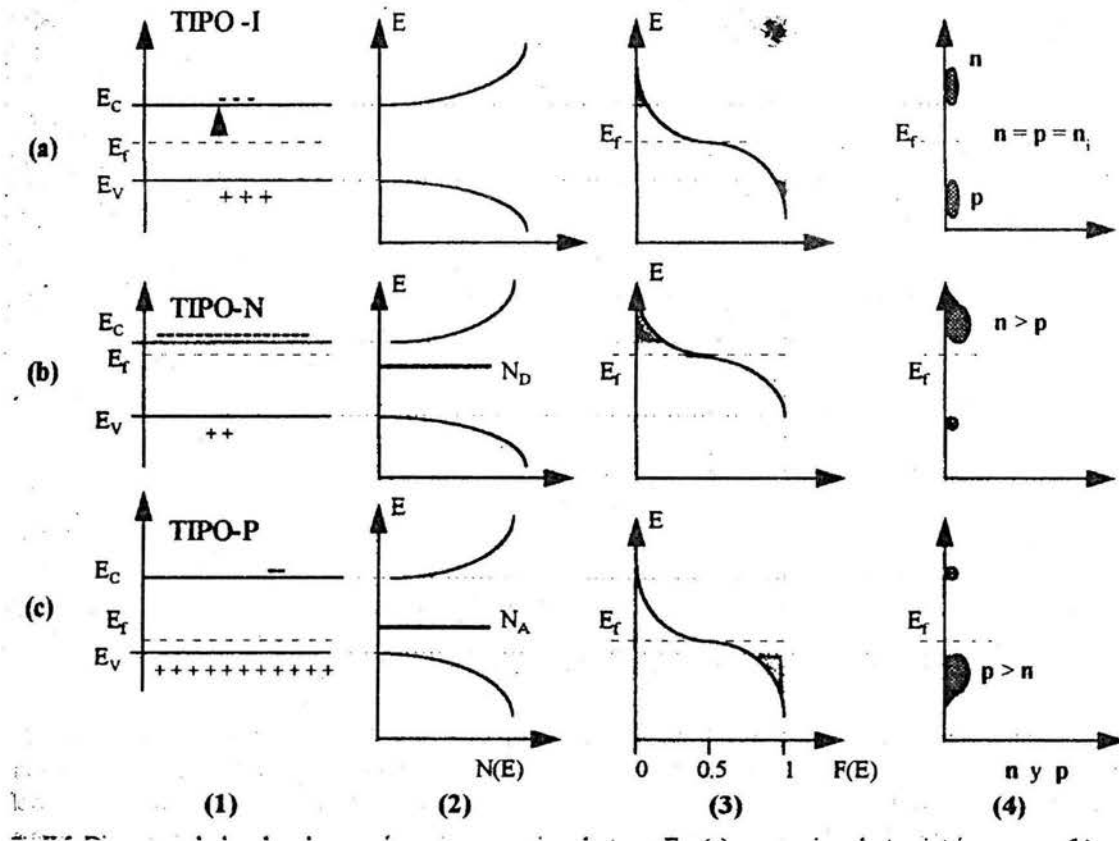 TIPO -I
E
E
E
E_C
- - -
n
(a)
E_f
E_f
E_f
n = p = n_i
E_V
+ + +
p
TIPO-N
E
E
E_C
n > p
E_f
(b)
N_D
E_f
E_f
E_V
+ +
TIPO-P
E
E
E_C
(c)
E_f
N_A
E_f
E_f
E_V
+ + + + + + + + + + + +
p > n
0 0.5 1
N(E)
F(E)
n y p
(1) (2) (3) (4)